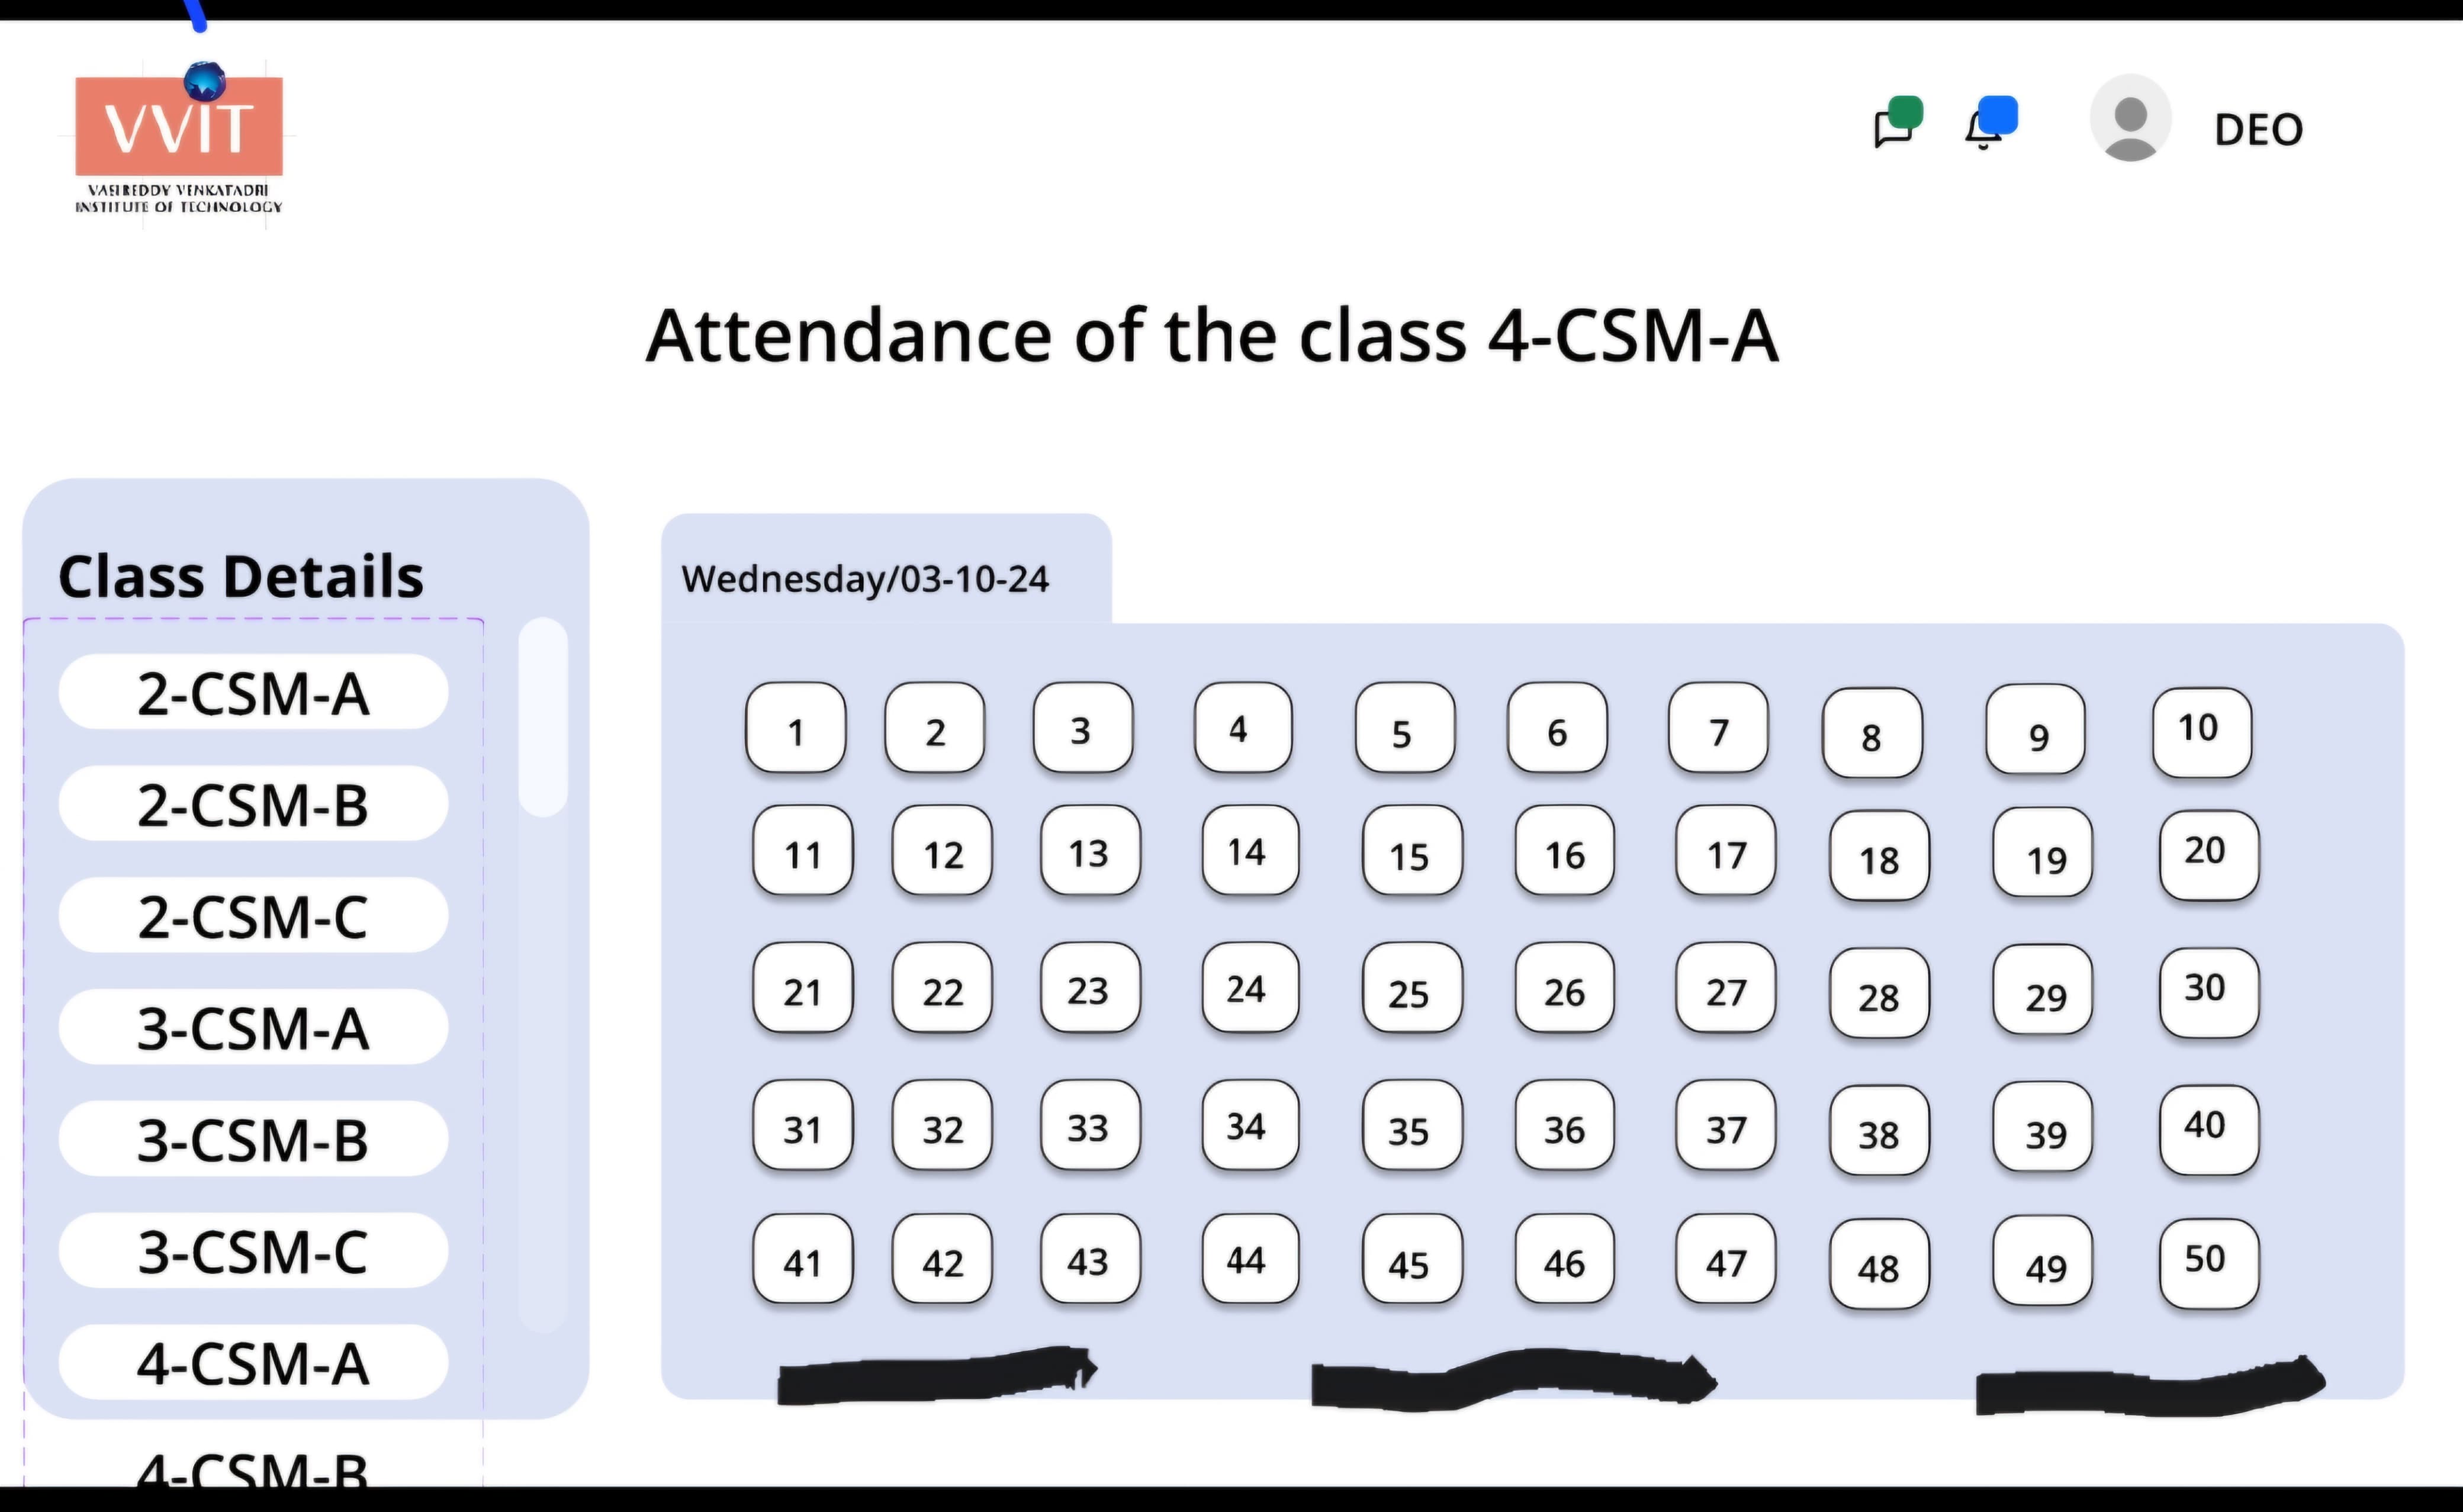 VVIT
VASIREDDY VENKATADRI
INSTITUTE OF TECHNOLOGY
DEO
Attendance of the class 4-CSM-A
Class Details
2-CSM-A
2-CSM-B
2-CSM-C
3-CSM-A
3-CSM-B
3-CSM-C
4-CSM-A
4-CSM-B
Wednesday/03-10-24
1 2 3 4 5 6 7 8 9 10
11 12 13 14 15 16 17 18 19 20
21 22 23 24 25 26 27 28 29 30
31 32 33 34 35 36 37 38 39 40
41 42 43 44 45 46 47 48 49 50